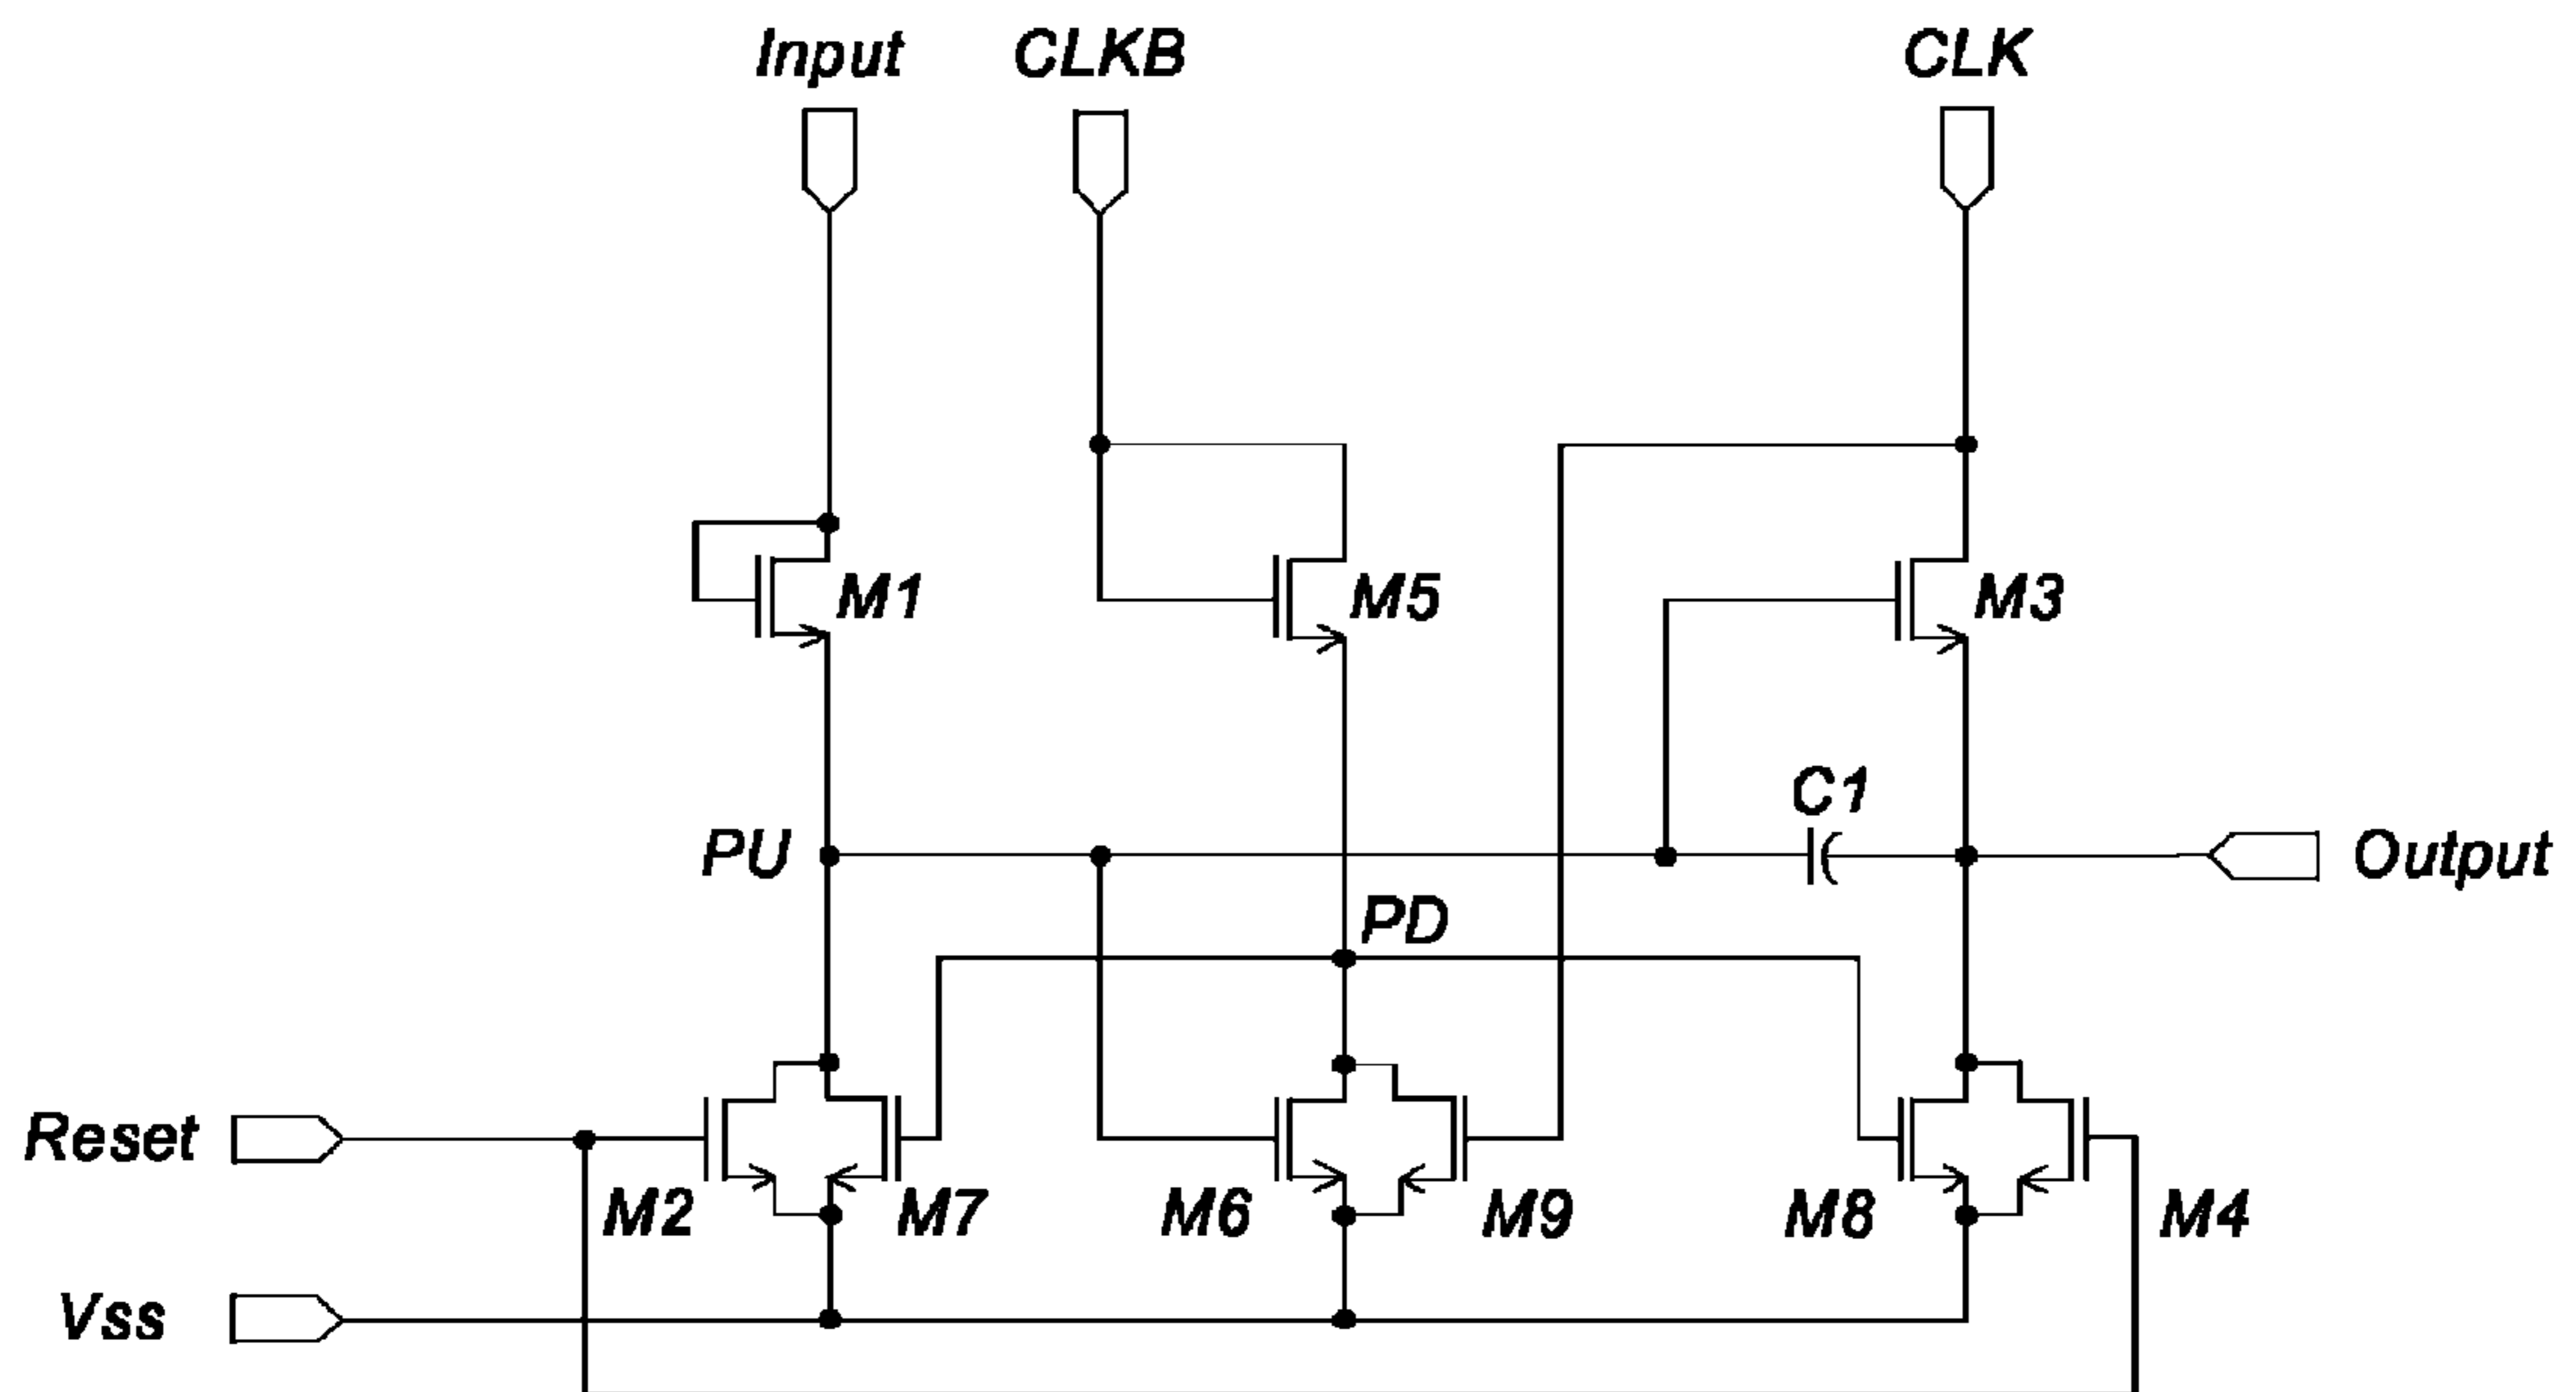 Input CLKB CLK
M1 M5 M3
C1
PU Output
PD
Reset
M2 M7 M6 M9 M8 M4
Vss